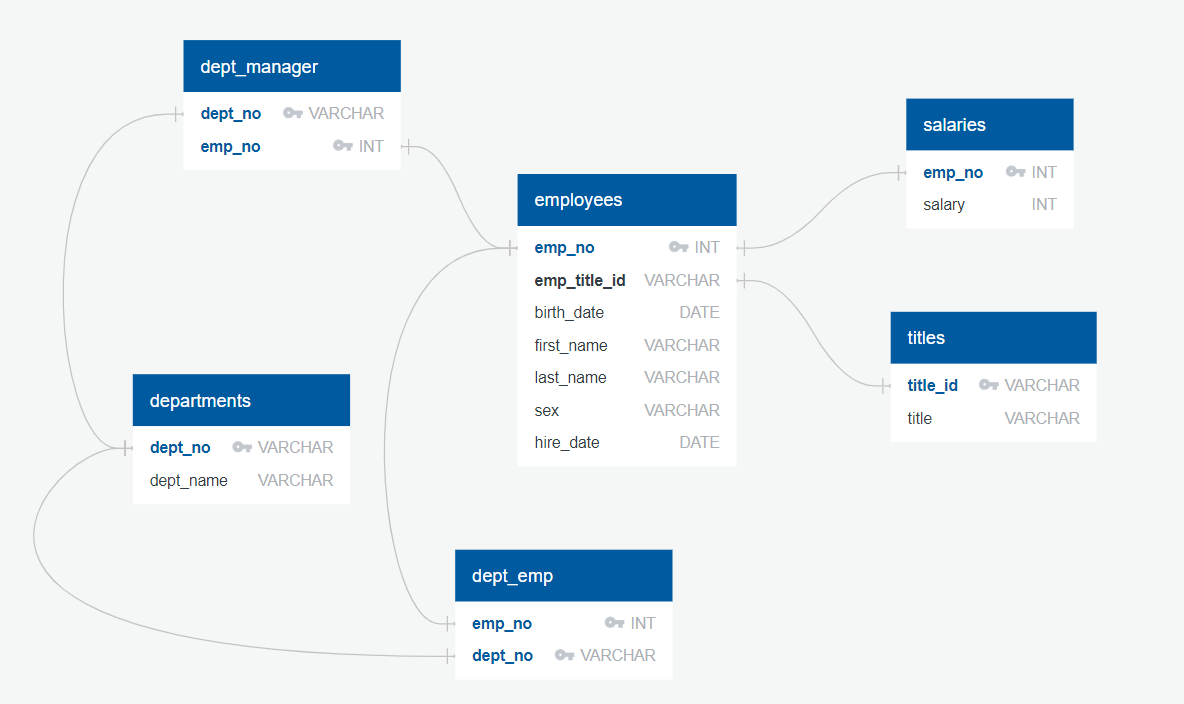 dept_manager
dept_no VARCHAR
emp_no INT
salaries
emp_no INT
salary INT
employees
emp_no INT
emp_title_id VARCHAR
birth_date DATE
first_name VARCHAR
last_name VARCHAR
sex VARCHAR
hire_date DATE
titles
title_id VARCHAR
title VARCHAR
departments
dept_no VARCHAR
dept_name VARCHAR
dept_emp
emp_no INT
dept_no VARCHAR